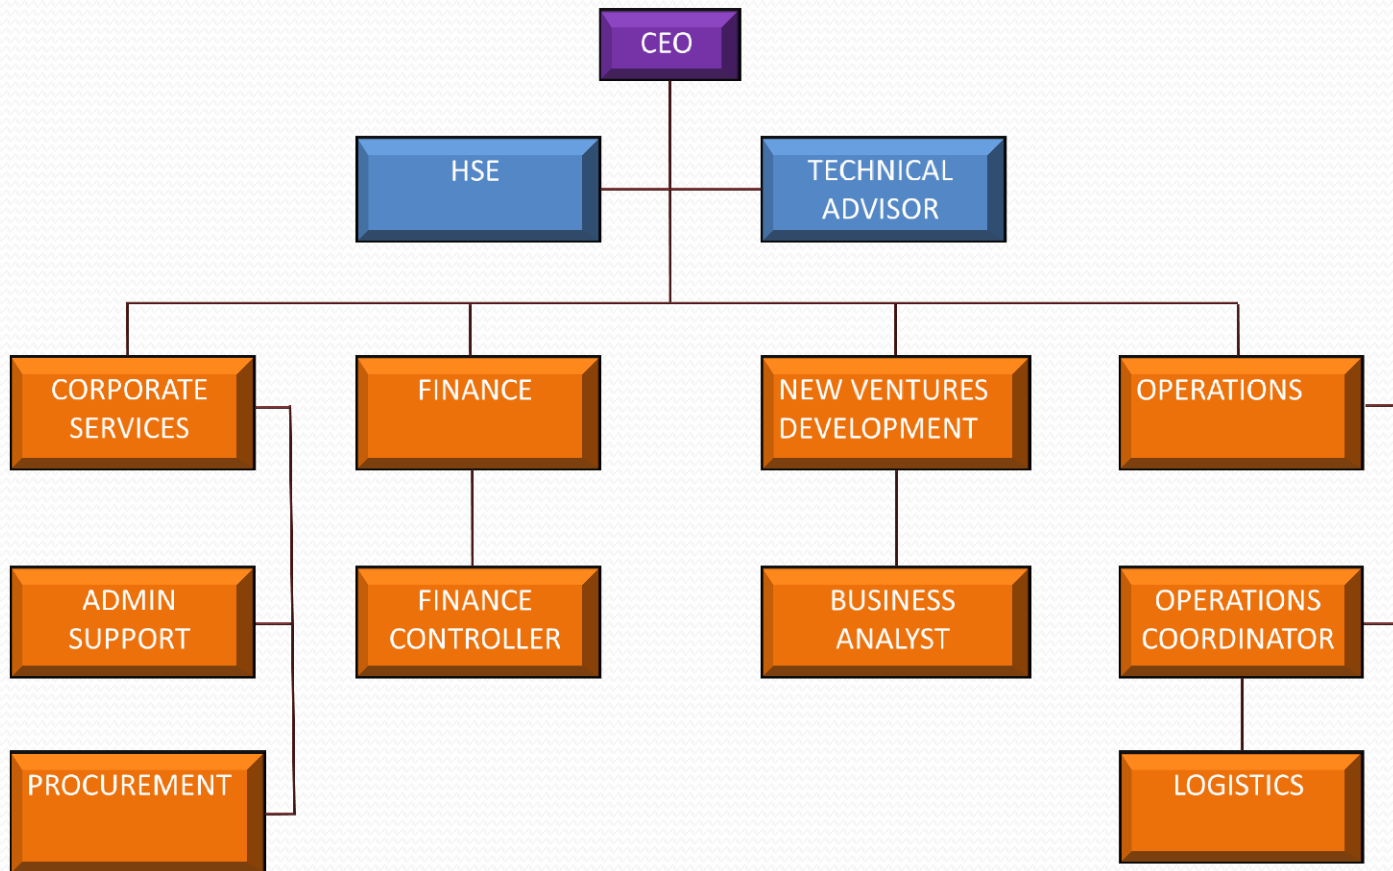 CEO
HSE
TECHNICAL
ADVISOR
CORPORATE
SERVICES
FINANCE
NEW VENTURES
DEVELOPMENT
OPERATIONS
ADMIN
SUPPORT
FINANCE
CONTROLLER
BUSINESS
ANALYST
OPERATIONS
COORDINATOR
PROCUREMENT
LOGISTICS